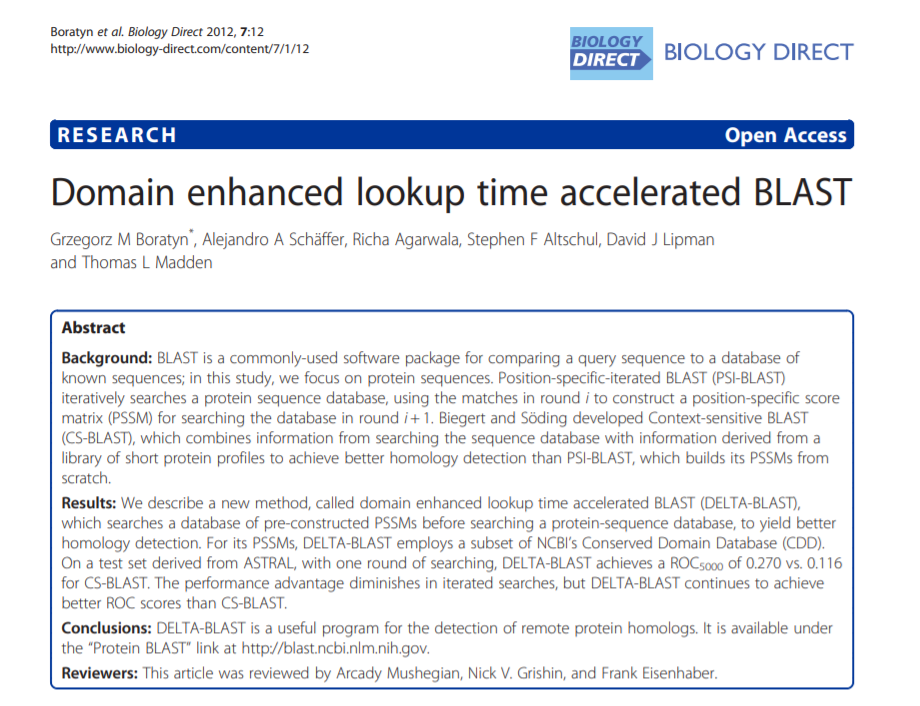 Boratyn et al. Biology Direct 2012, 7:12
http://www.biology-direct.com/content/7/1/12
BIOLOGY
DIRECT
BIOLOGY DIRECT
RESEARCH
Open Access
Domain enhanced lookup time accelerated BLAST
Grzegorz M Boratyn*, Alejandro A Schäffer, Richa Agarwala, Stephen F Altschul, David J Lipman
and Thomas L Madden
Abstract
Background: BLAST is a commonly-used software package for comparing a query sequence to a database of
known sequences; in this study, we focus on protein sequences. Position-specific-iterated BLAST (PSI-BLAST)
iteratively searches a protein sequence database, using the matches in round i to construct a position-specific score
matrix (PSSM) for searching the database in round i + 1. Biegert and Söding developed Context-sensitive BLAST
(CS-BLAST), which combines information from searching the sequence database with information derived from a
library of short protein profiles to achieve better homology detection than PSI-BLAST, which builds its PSSMs from
scratch.
Results: We describe a new method, called domain enhanced lookup time accelerated BLAST (DELTA-BLAST),
which searches a database of pre-constructed PSSMs before searching a protein-sequence database, to yield better
homology detection. For its PSSMs, DELTA-BLAST employs a subset of NCBI's Conserved Domain Database (CDD).
On a test set derived from ASTRAL, with one round of searching, DELTA-BLAST achieves a ROC5000 of 0.270 vs. 0.116
for CS-BLAST. The performance advantage diminishes in iterated searches, but DELTA-BLAST continues to achieve
better ROC scores than CS-BLAST.
Conclusions: DELTA-BLAST is a useful program for the detection of remote protein homologs. It is available under
the “Protein BLAST” link at http://blast.ncbi.nlm.nih.gov.
Reviewers: This article was reviewed by Arcady Mushegian, Nick V. Grishin, and Frank Eisenhaber.